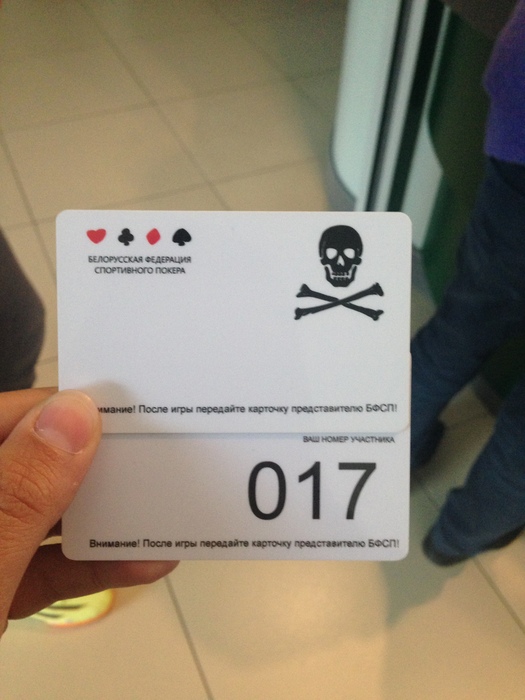 БЕЛОРУССКАЯ ФЕДЕРАЦИЯ
СПОРТИВНОГО ПОКЕРА
имание! После игры передайте карточку представителю БФСП!
ВАШ НОМЕР УЧАСТНИКА
017
Внимание! После игры передайте карточку представителю БФСП!